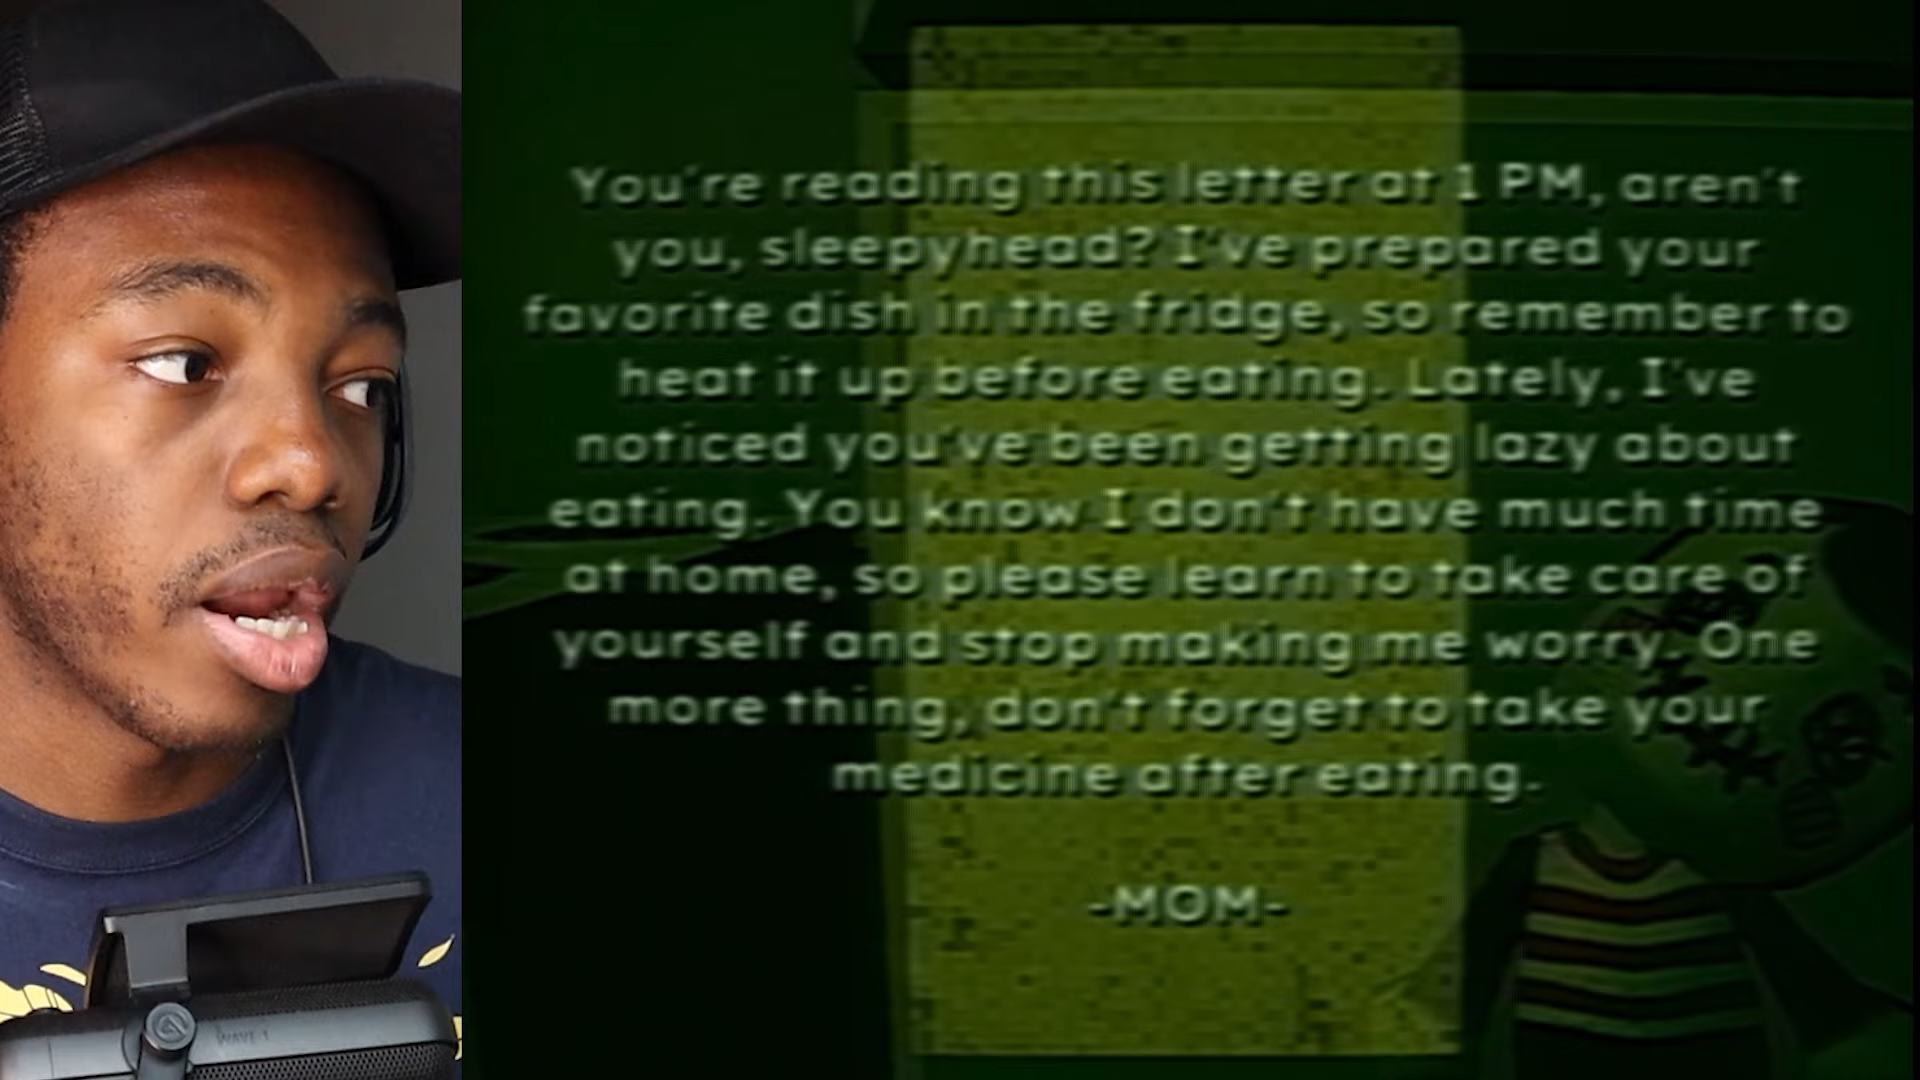 You're reading this letter at 1 PM, aren't
you, sleepyhead? I've prepared your
favorite dish in the fridge, so remember to
heat it up before eating. Lately, I've
noticed you've been getting lazy about
eating. You know I don't have much time
at home, so please learn to take care of
yourself and stop making me worry. One
more thing, don't forget to take your
medicine after eating.
-MOM-
WAVE:1